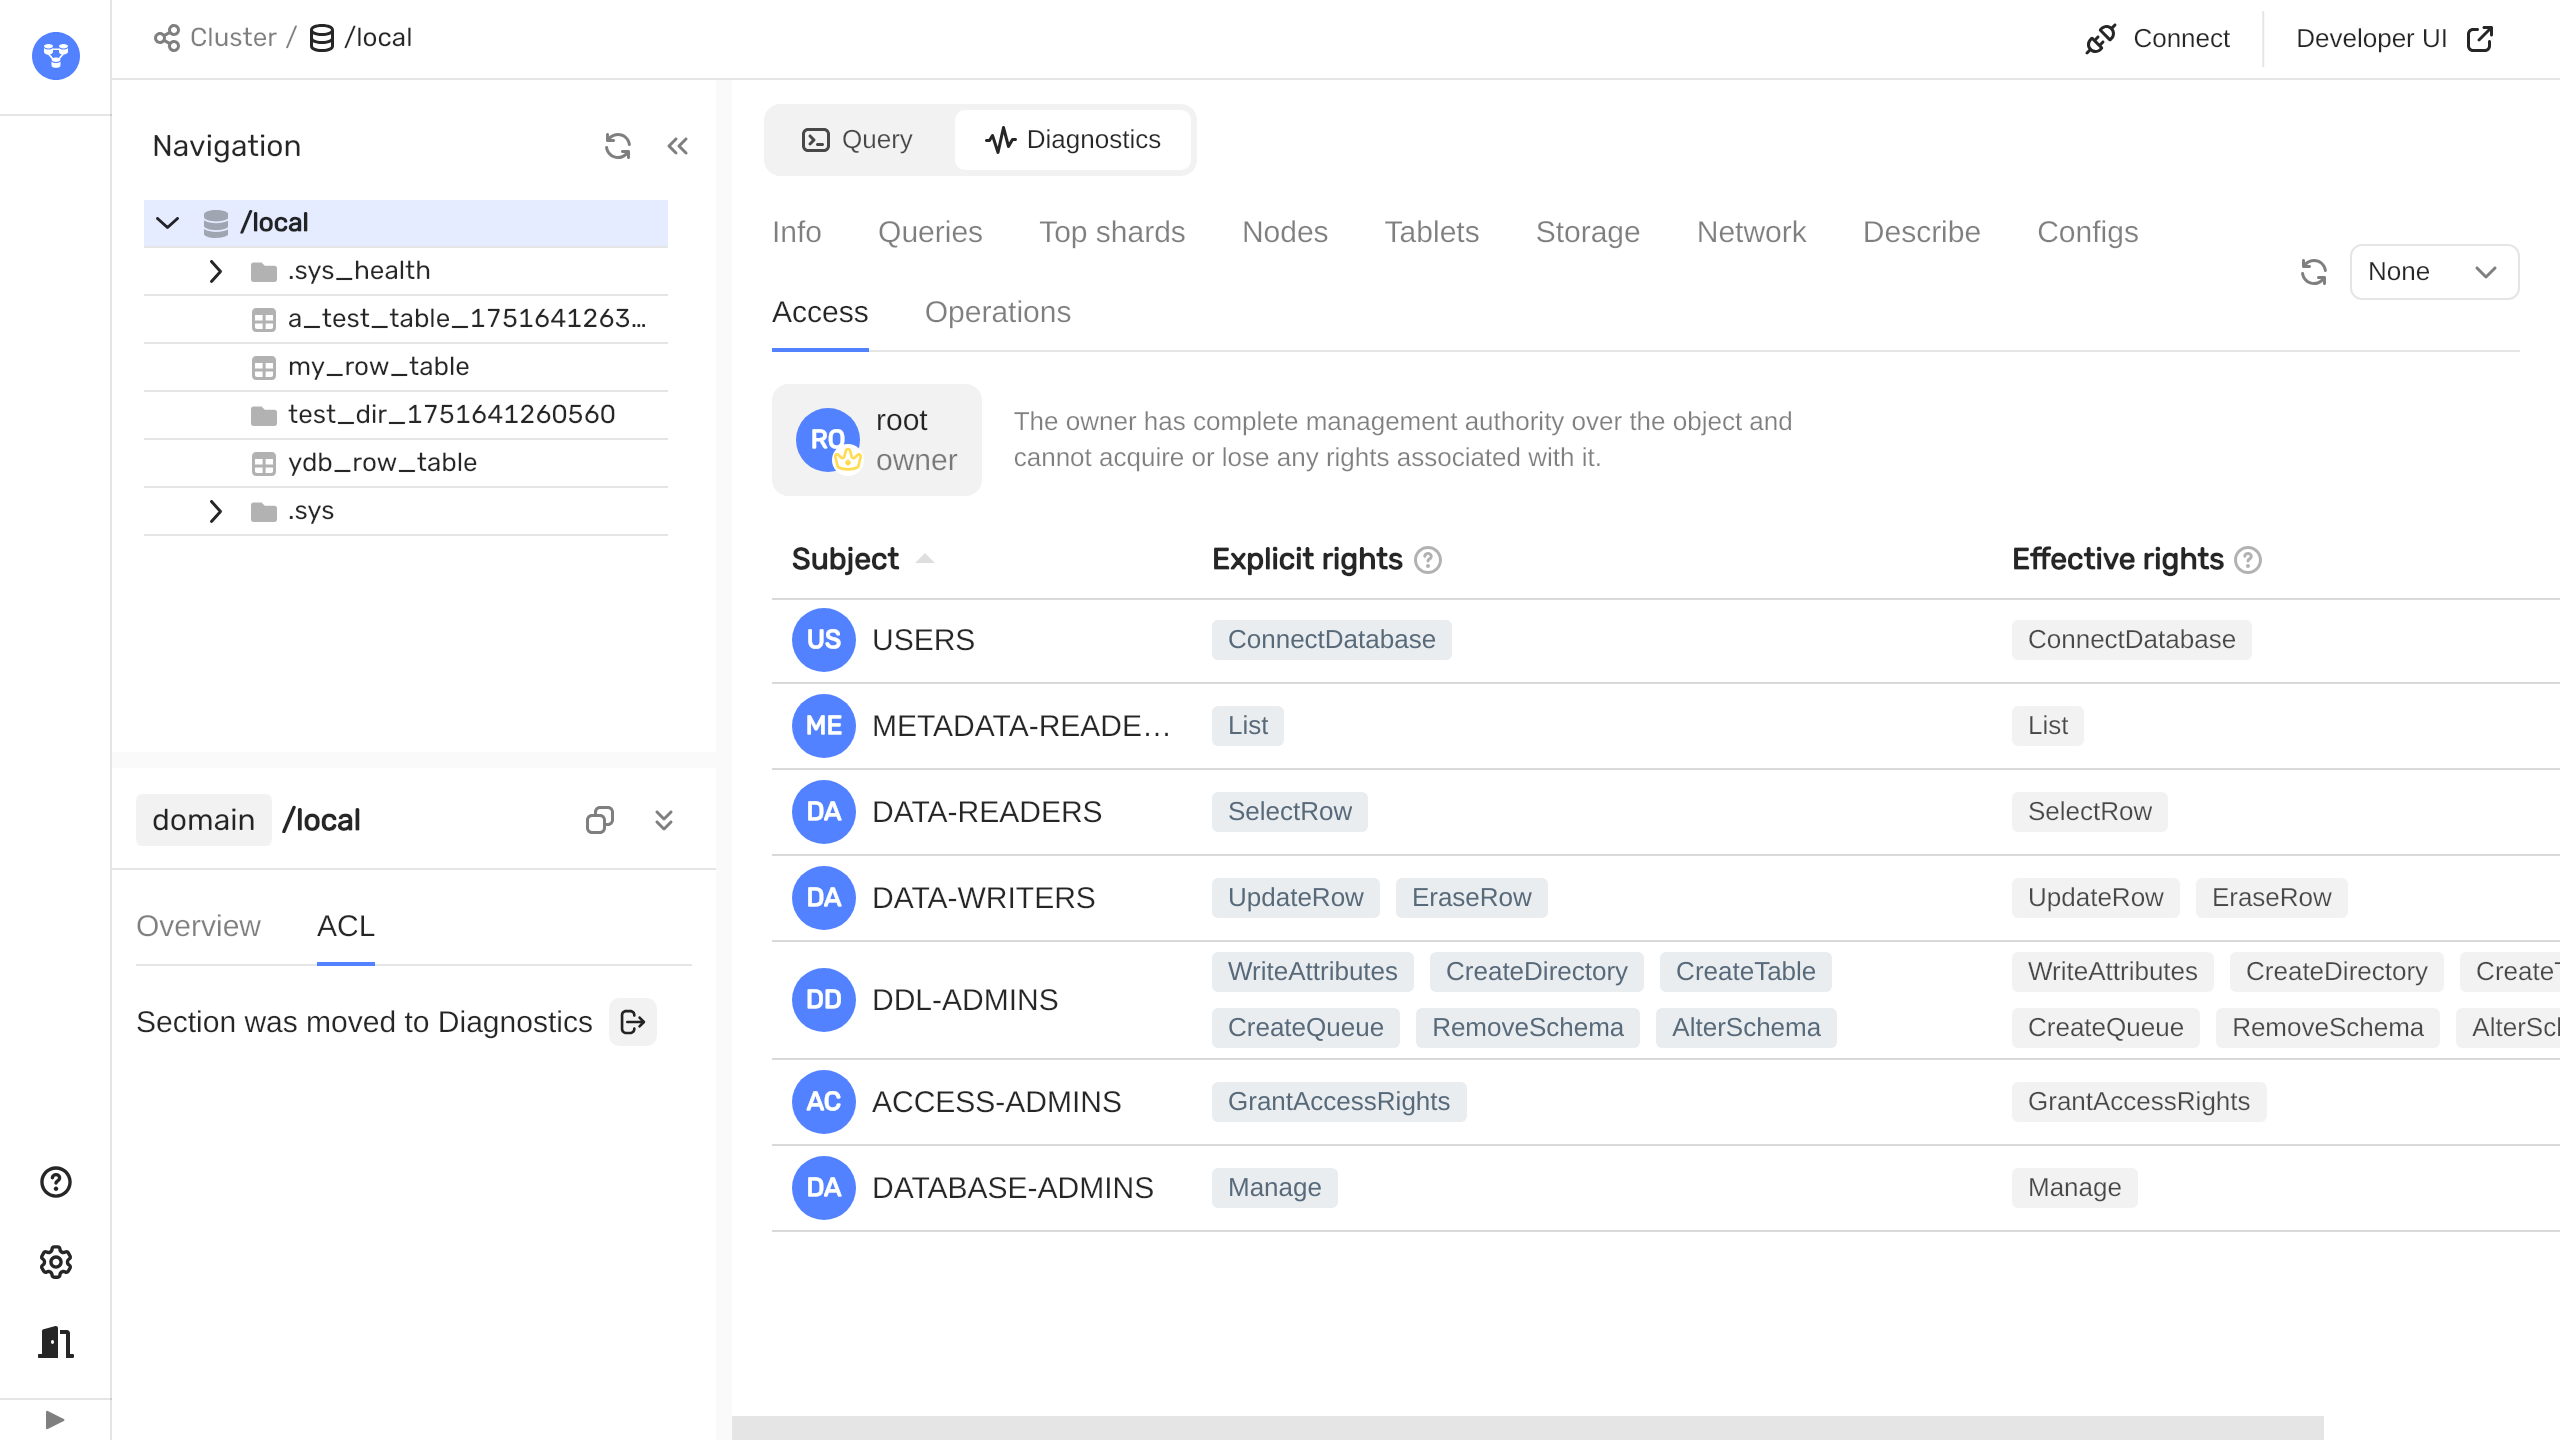 Cluster / /local
Connect
Developer UI
Navigation
/local
.sys_health
a_test_table_1751641263…
my_row_table
test_dir_1751641260560
ydb_row_table
.sys
domain /local
Overview ACL
Section was moved to Diagnostics
Query Diagnostics
Info Queries Top shards Nodes Tablets Storage Network Describe Configs
Access Operations
None
RO
root
owner
The owner has complete management authority over the object and
cannot acquire or lose any rights associated with it.
Subject Explicit rights Effective rights
US USERS ConnectDatabase ConnectDatabase
ME METADATA-READE… List List
DA DATA-READERS SelectRow SelectRow
DA DATA-WRITERS UpdateRow EraseRow UpdateRow EraseRow
WriteAttributes CreateDirectory CreateTable WriteAttributes CreateDirectory CreateT
DD DDL-ADMINS
CreateQueue RemoveSchema AlterSchema CreateQueue RemoveSchema AlterSc
AC ACCESS-ADMINS GrantAccessRights GrantAccessRights
DA DATABASE-ADMINS Manage Manage